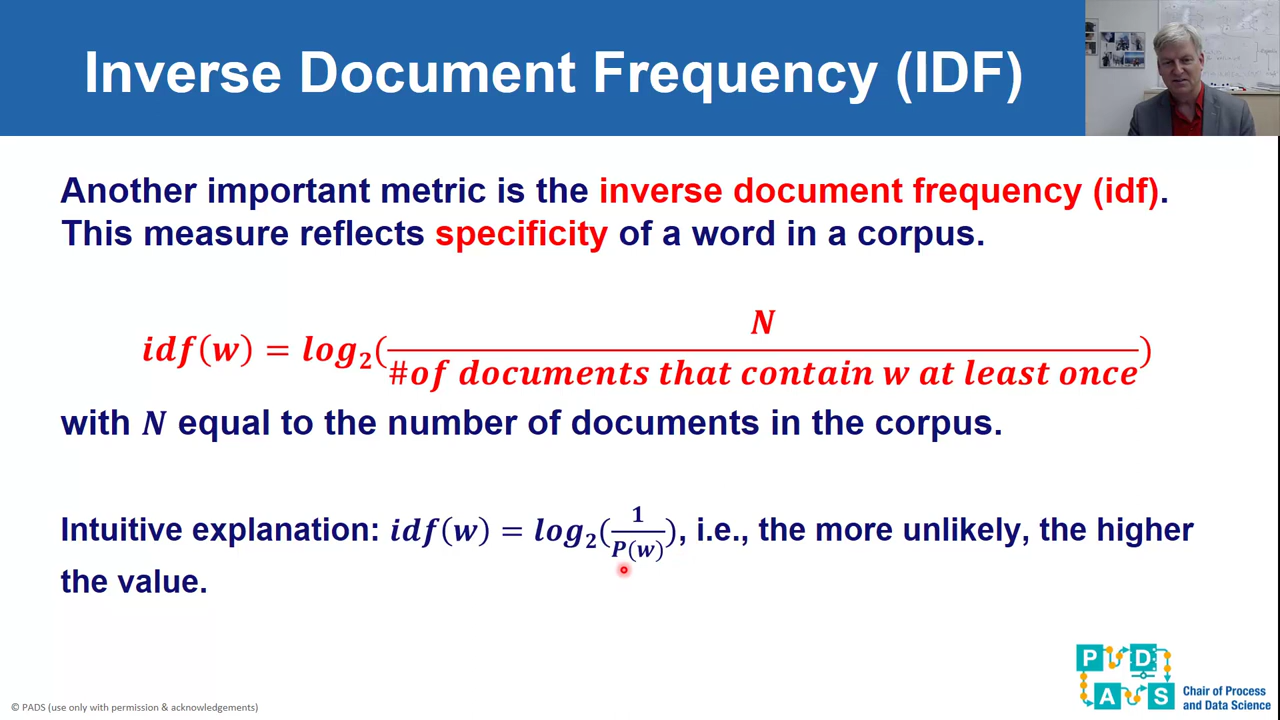 Inverse Document Frequency (IDF)
Another important metric is the inverse document frequency (idf).
This measure reflects specificity of a word in a corpus.
idf(w) = log₂(N / #of documents that contain w at least once)
with N equal to the number of documents in the corpus.
Intuitive explanation: idf(w) = log₂(1 / P(w)), i.e., the more unlikely, the higher
the value.
P D
A S
Chair of Process
and Data Science
© PADS (use only with permission & acknowledgements)